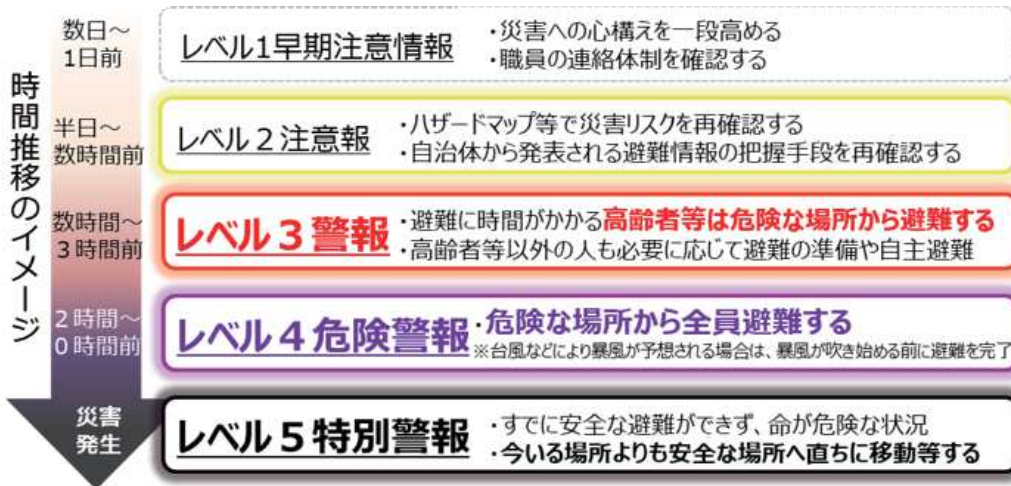 時間推移のイメージ
数日～
1日前
レベル1早期注意情報
・災害への心構えを一段高める
・職員の連絡体制を確認する
半日～
数時間前
レベル2注意報
・ハザードマップ等で災害リスクを再確認する
・自治体から発表される避難情報の把握手段を再確認する
数時間～
3時間前
レベル3警報
・避難に時間がかかる高齢者等は危険な場所から避難する
・高齢者等以外の人も必要に応じて避難の準備や自主避難
2時間～
0時間前
レベル4危険警報
・危険な場所から全員避難する
※台風などにより暴風が予想される場合は、暴風が吹き始める前に避難を完了
災害
発生
レベル5特別警報
・すでに安全な避難ができず、命が危険な状況
・今いる場所よりも安全な場所へ直ちに移動等する